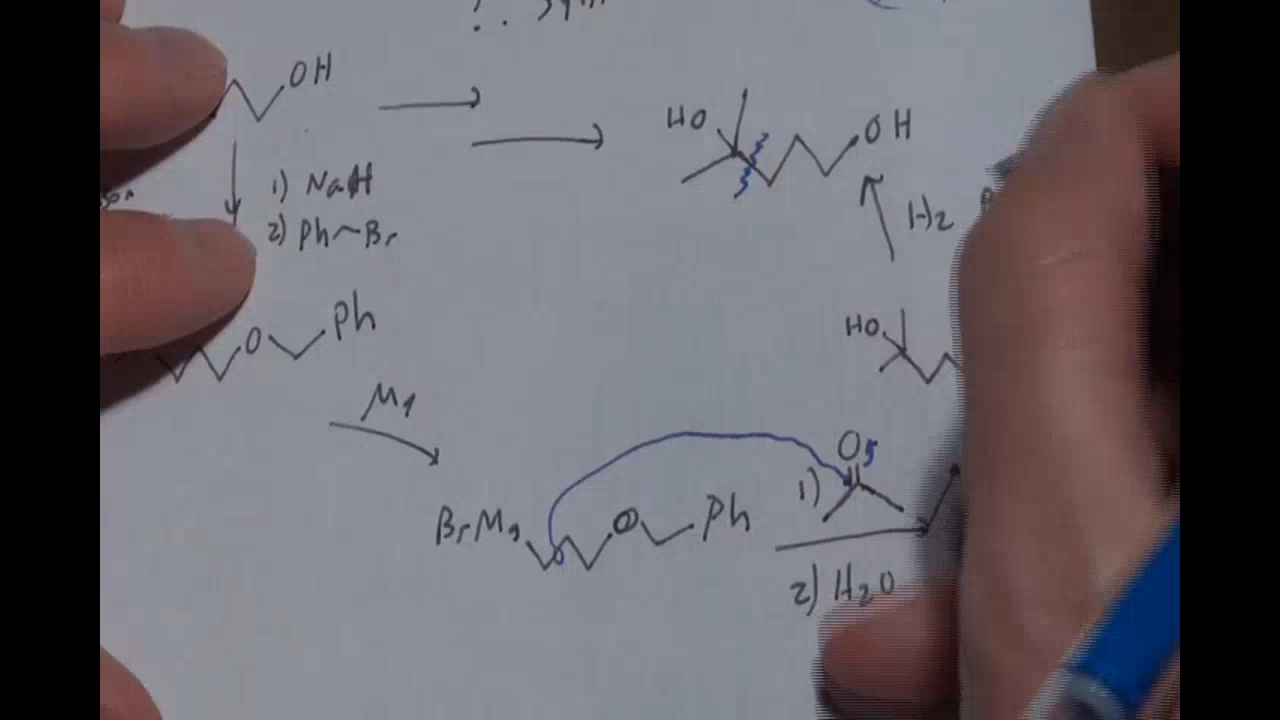 OH
HO
OH
1) NaH
2) Ph~Br
H2
O
Ph
HO
Mg
O
1)
BrMg
O
Ph
2) H2O